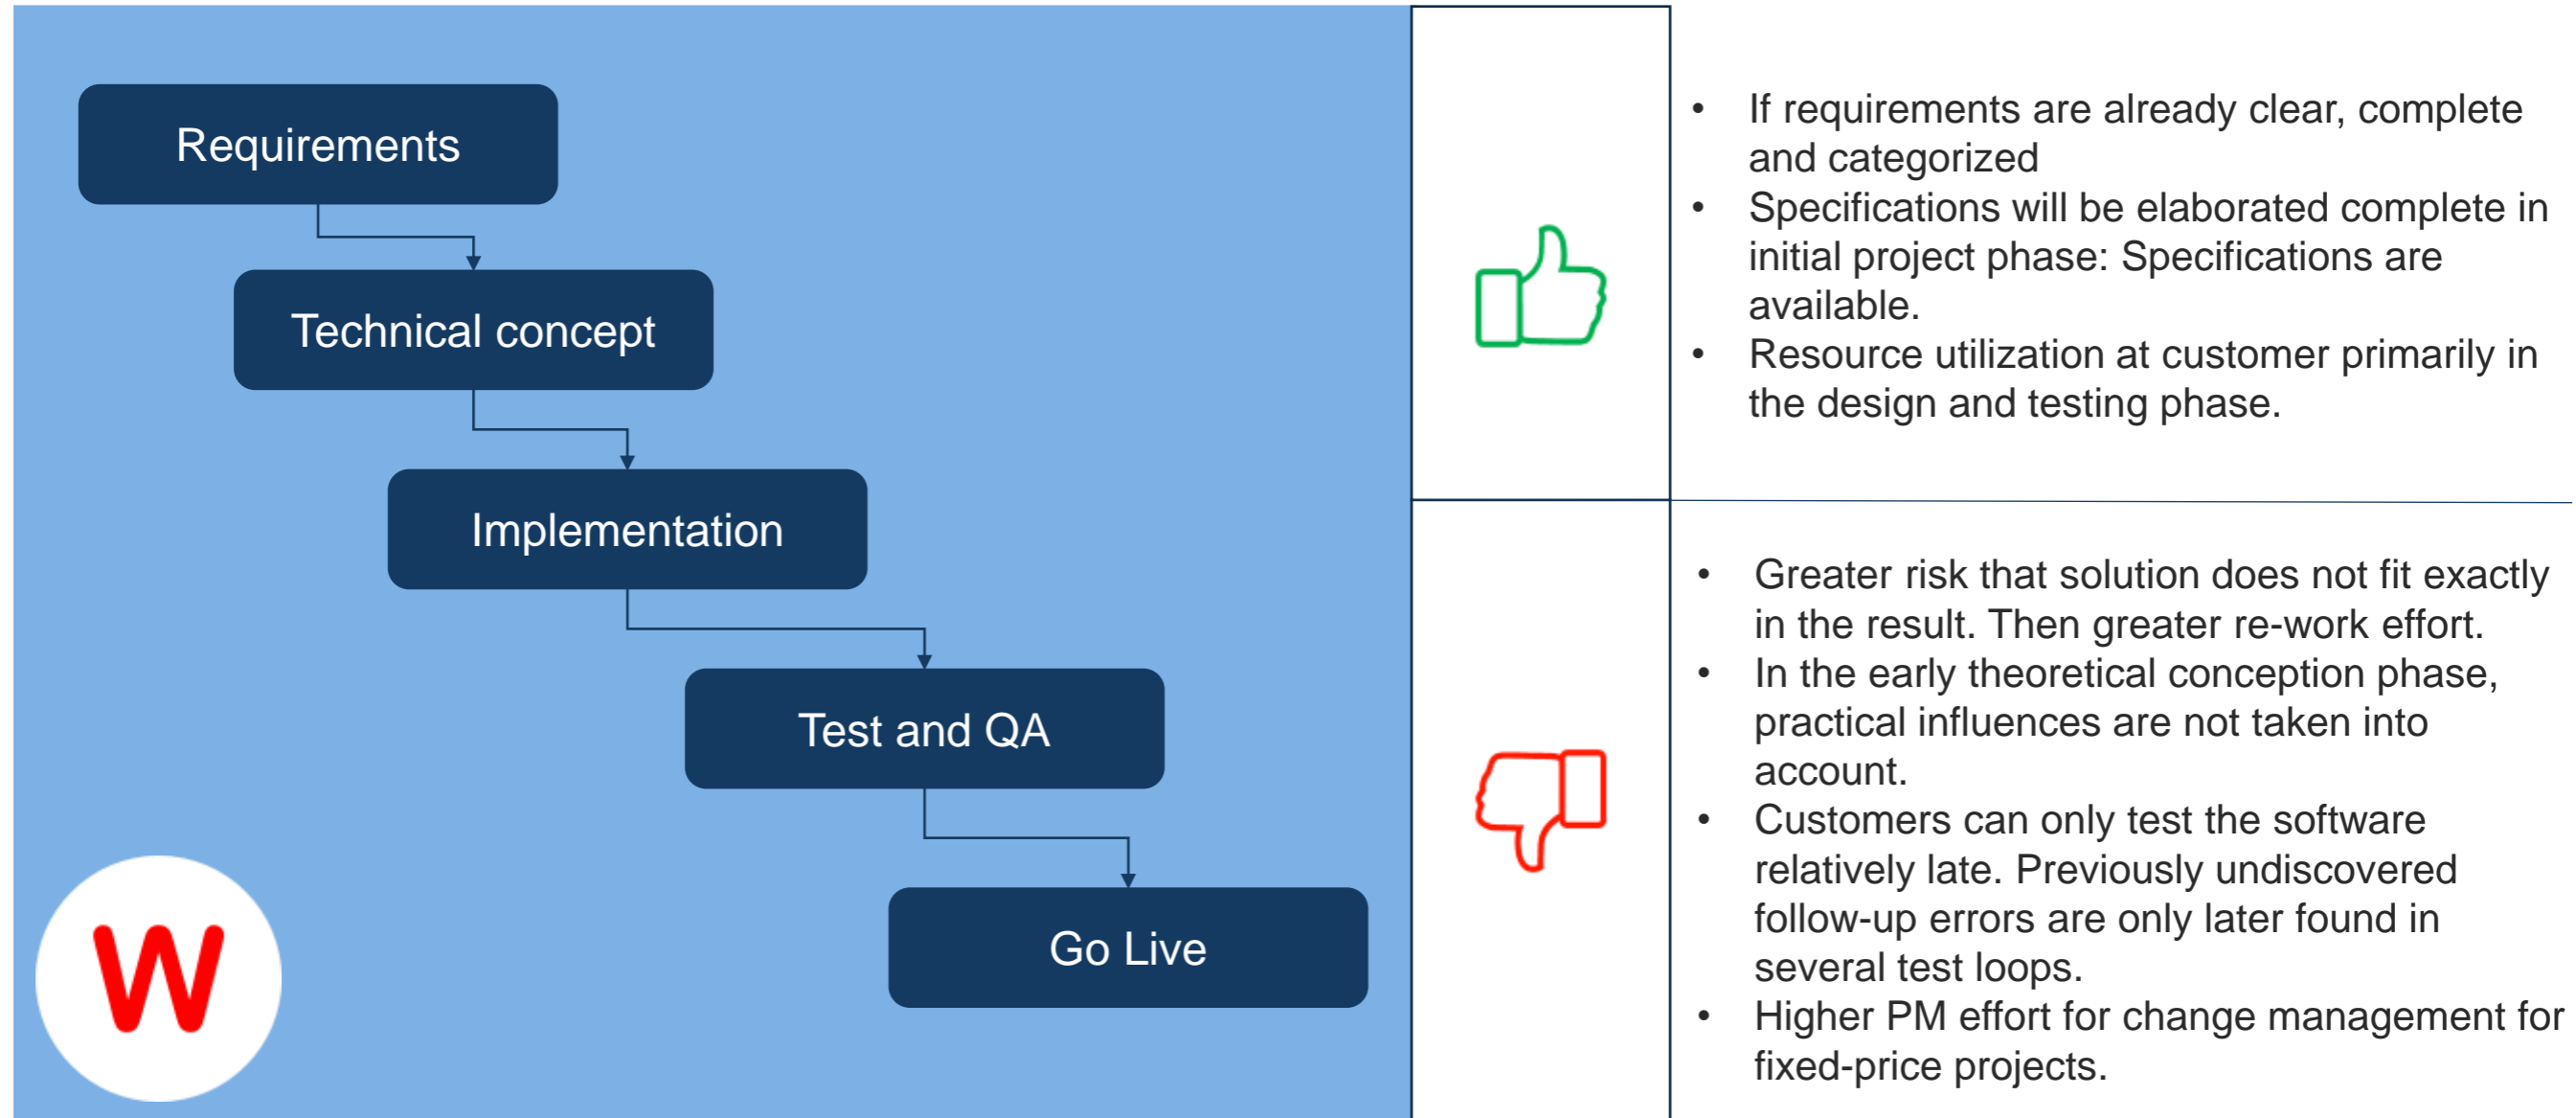 Requirements
Technical concept
Implementation
Test and QA
Go Live
W
• If requirements are already clear, complete
and categorized
• Specifications will be elaborated complete in
initial project phase: Specifications are
available.
• Resource utilization at customer primarily in
the design and testing phase.
• Greater risk that solution does not fit exactly
in the result. Then greater re-work effort.
• In the early theoretical conception phase,
practical influences are not taken into
account.
• Customers can only test the software
relatively late. Previously undiscovered
follow-up errors are only later found in
several test loops.
• Higher PM effort for change management for
fixed-price projects.